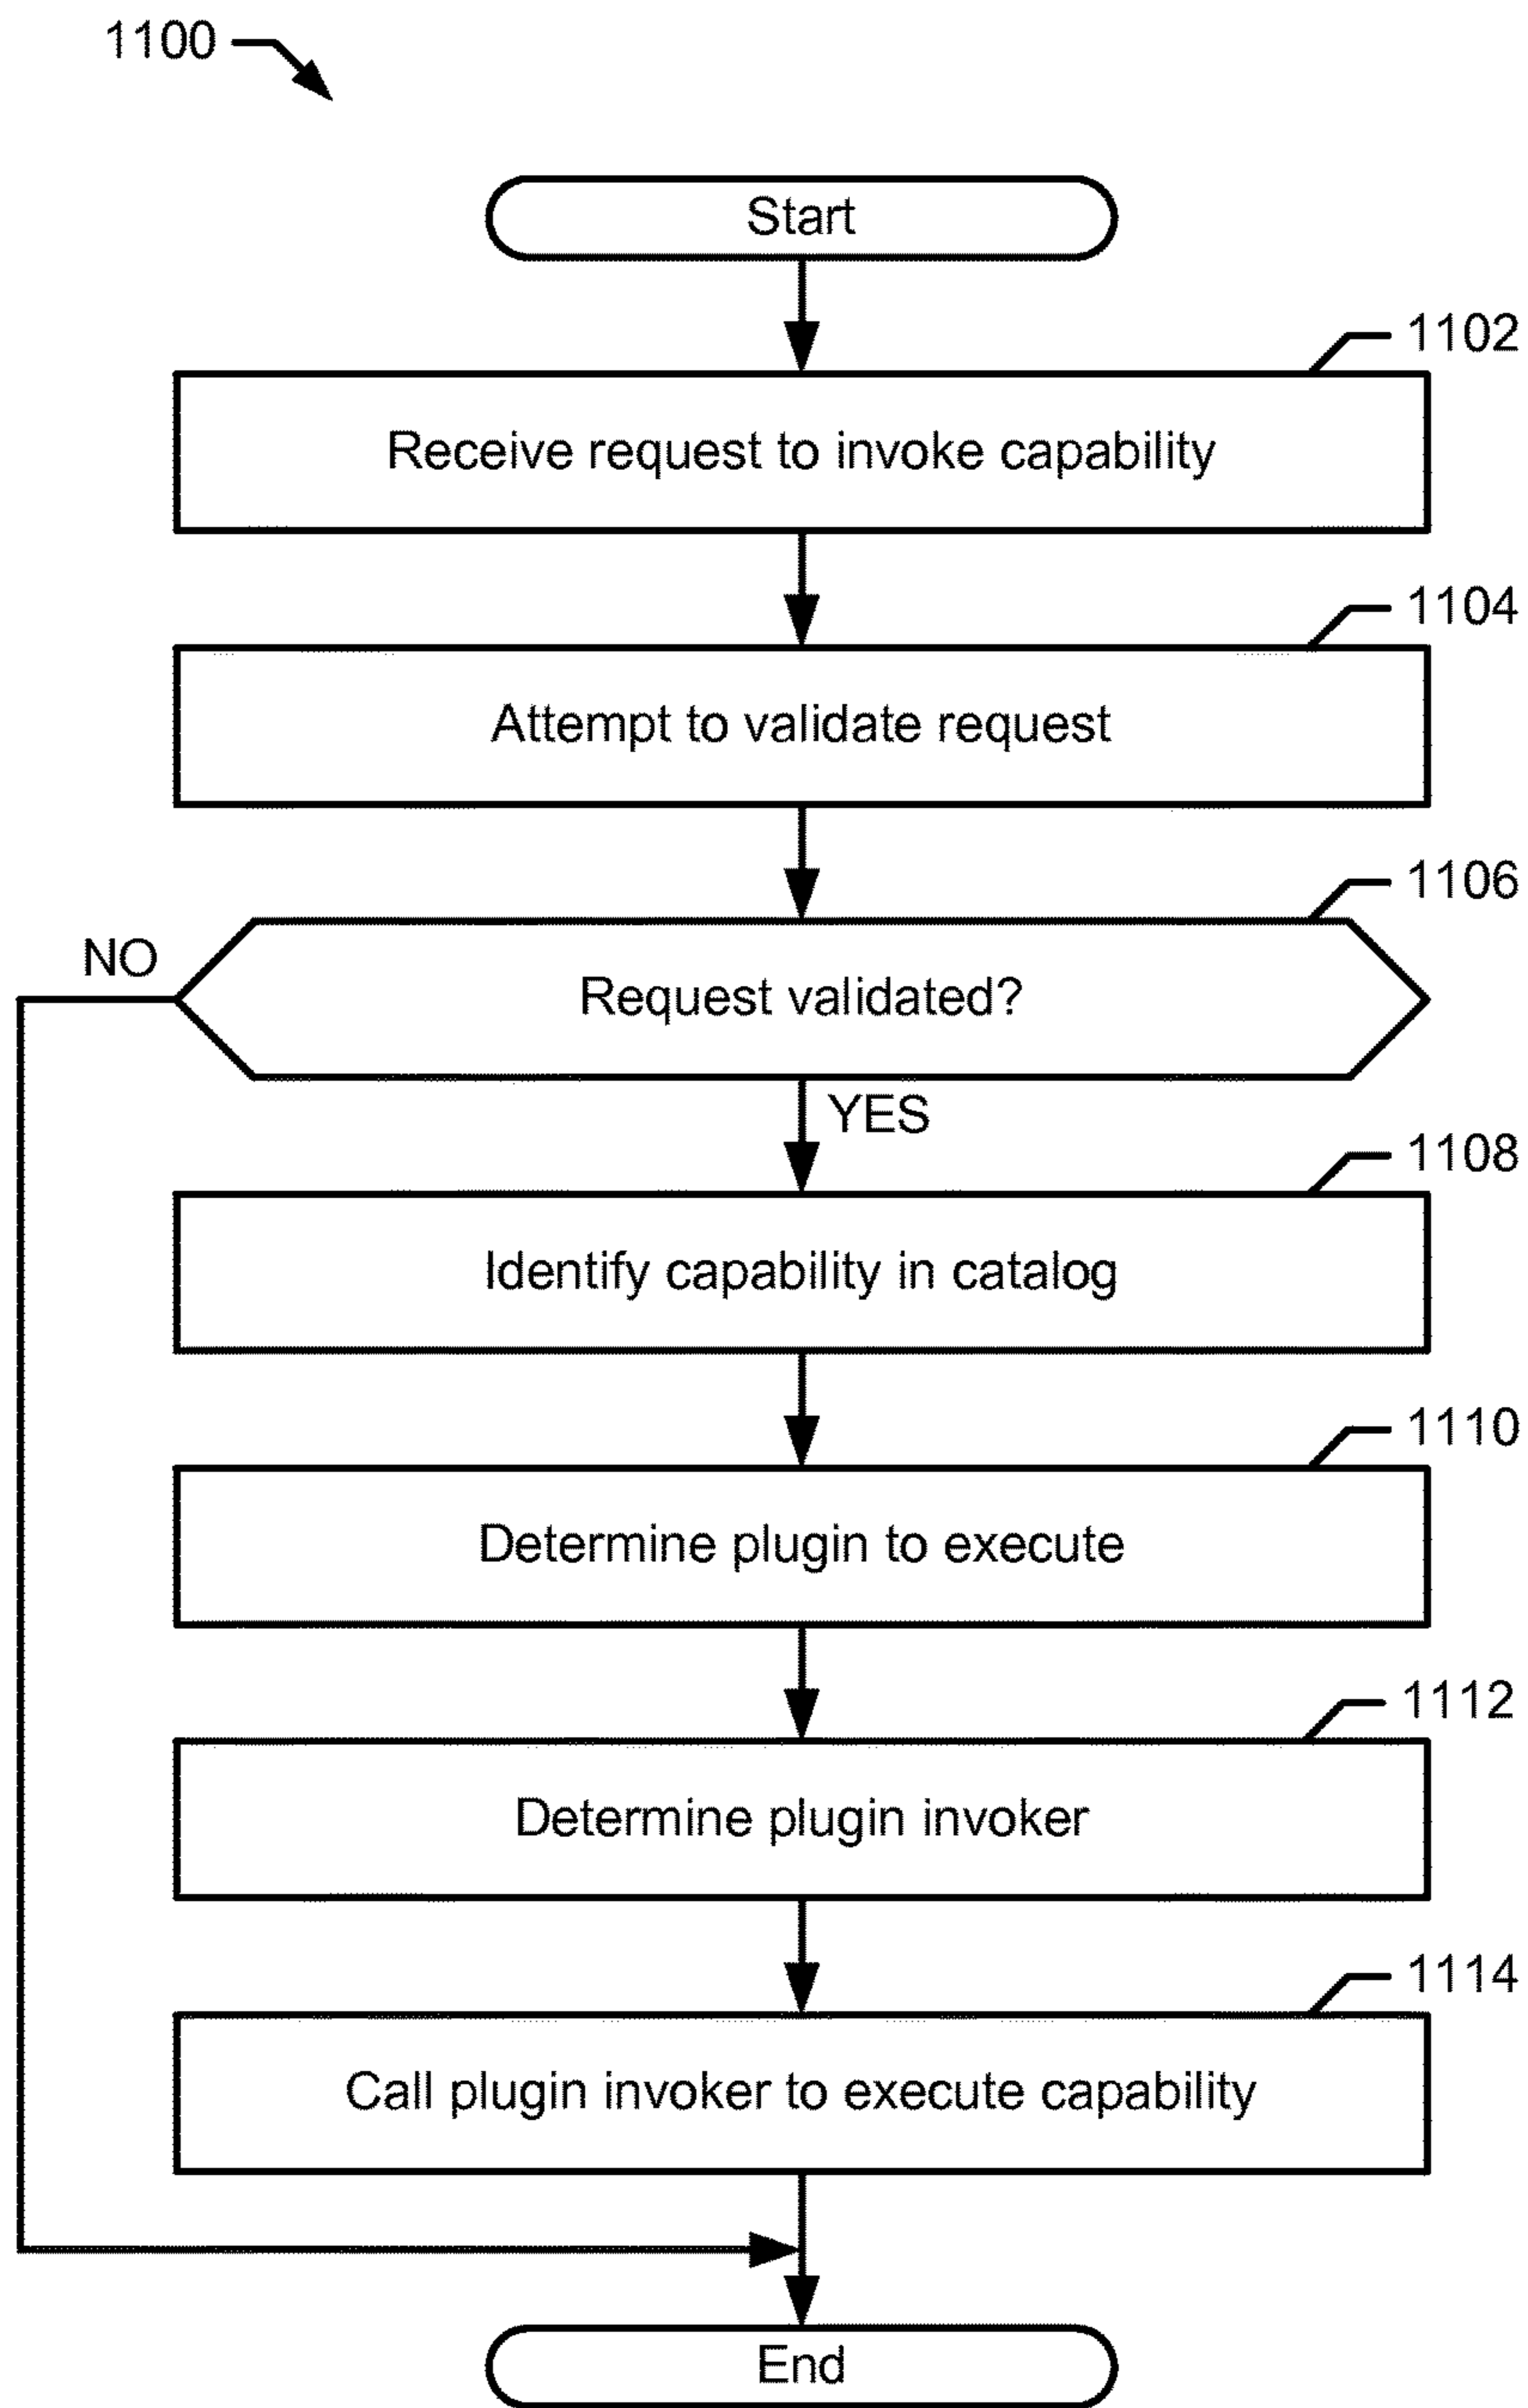 1100
Start
1102
Receive request to invoke capability
1104
Attempt to validate request
1106
NO
Request validated?
YES
1108
Identify capability in catalog
1110
Determine plugin to execute
1112
Determine plugin invoker
1114
Call plugin invoker to execute capability
End